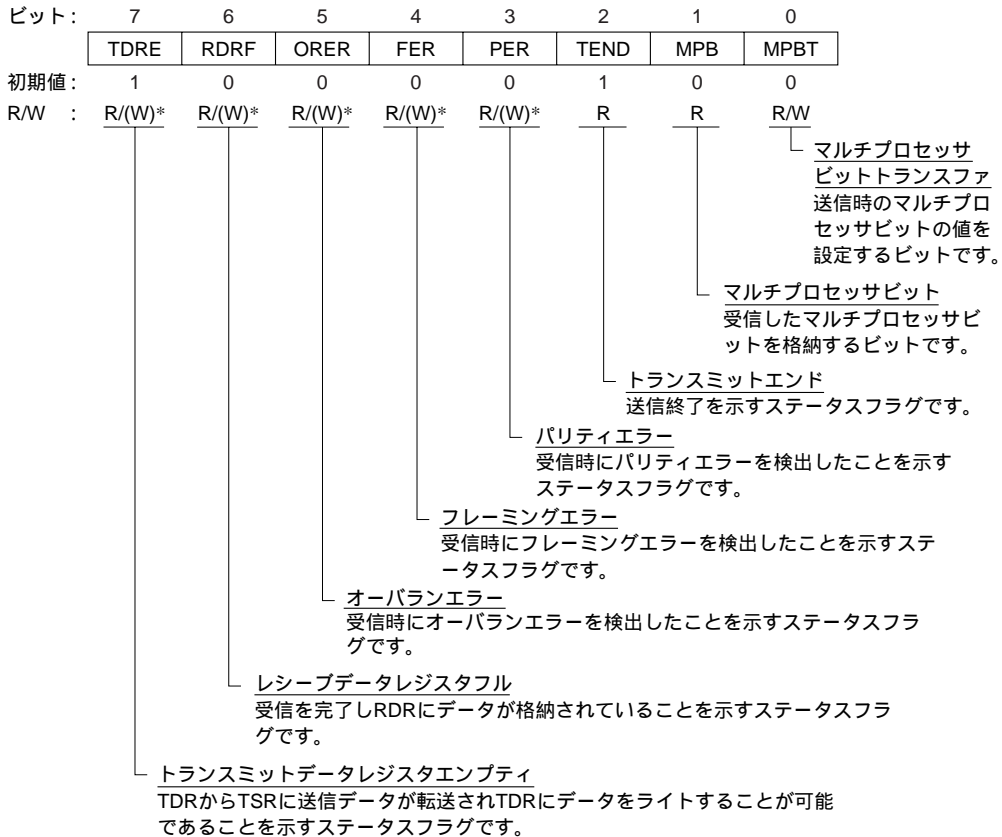 ビット: 7 6 5 4 3 2 1 0
TDRE RDRF ORER FER PER TEND MPB MPBT
初期値: 1 0 0 0 0 1 0 0
R/W : R/(W)* R/(W)* R/(W)* R/(W)* R/(W)* R R R/W
マルチプロセッサ
ビットトランスファ
送信時のマルチプロ
セッサビットの値を
設定するビットです。
マルチプロセッサビット
受信したマルチプロセッサビ
ットを格納するビットです。
トランスミットエンド
送信終了を示すステータスフラグです。
パリティエラー
受信時にパリティエラーを検出したことを示す
ステータスフラグです。
フレーミングエラー
受信時にフレーミングエラーを検出したことを示すステ
ータスフラグです。
オーバランエラー
受信時にオーバランエラーを検出したことを示すステータスフラ
グです。
レシーブデータレジスタフル
受信を完了しRDRにデータが格納されていることを示すステータスフラ
グです。
トランスミットデータレジスタエンプティ
TDRからTSRに送信データが転送されTDRにデータをライトすることが可能
であることを示すステータスフラグです。